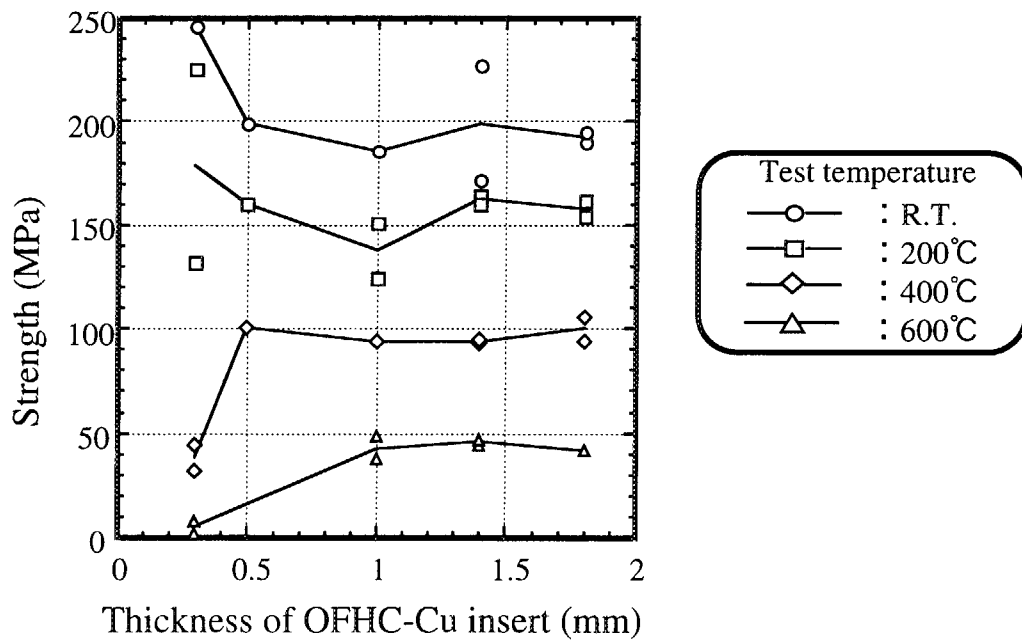 250
200
150
100
50
0
Strength (MPa)
0 0.5 1 1.5 2
Thickness of OFHC-Cu insert (mm)
Test temperature
: R.T.
: 200℃
: 400℃
: 600℃